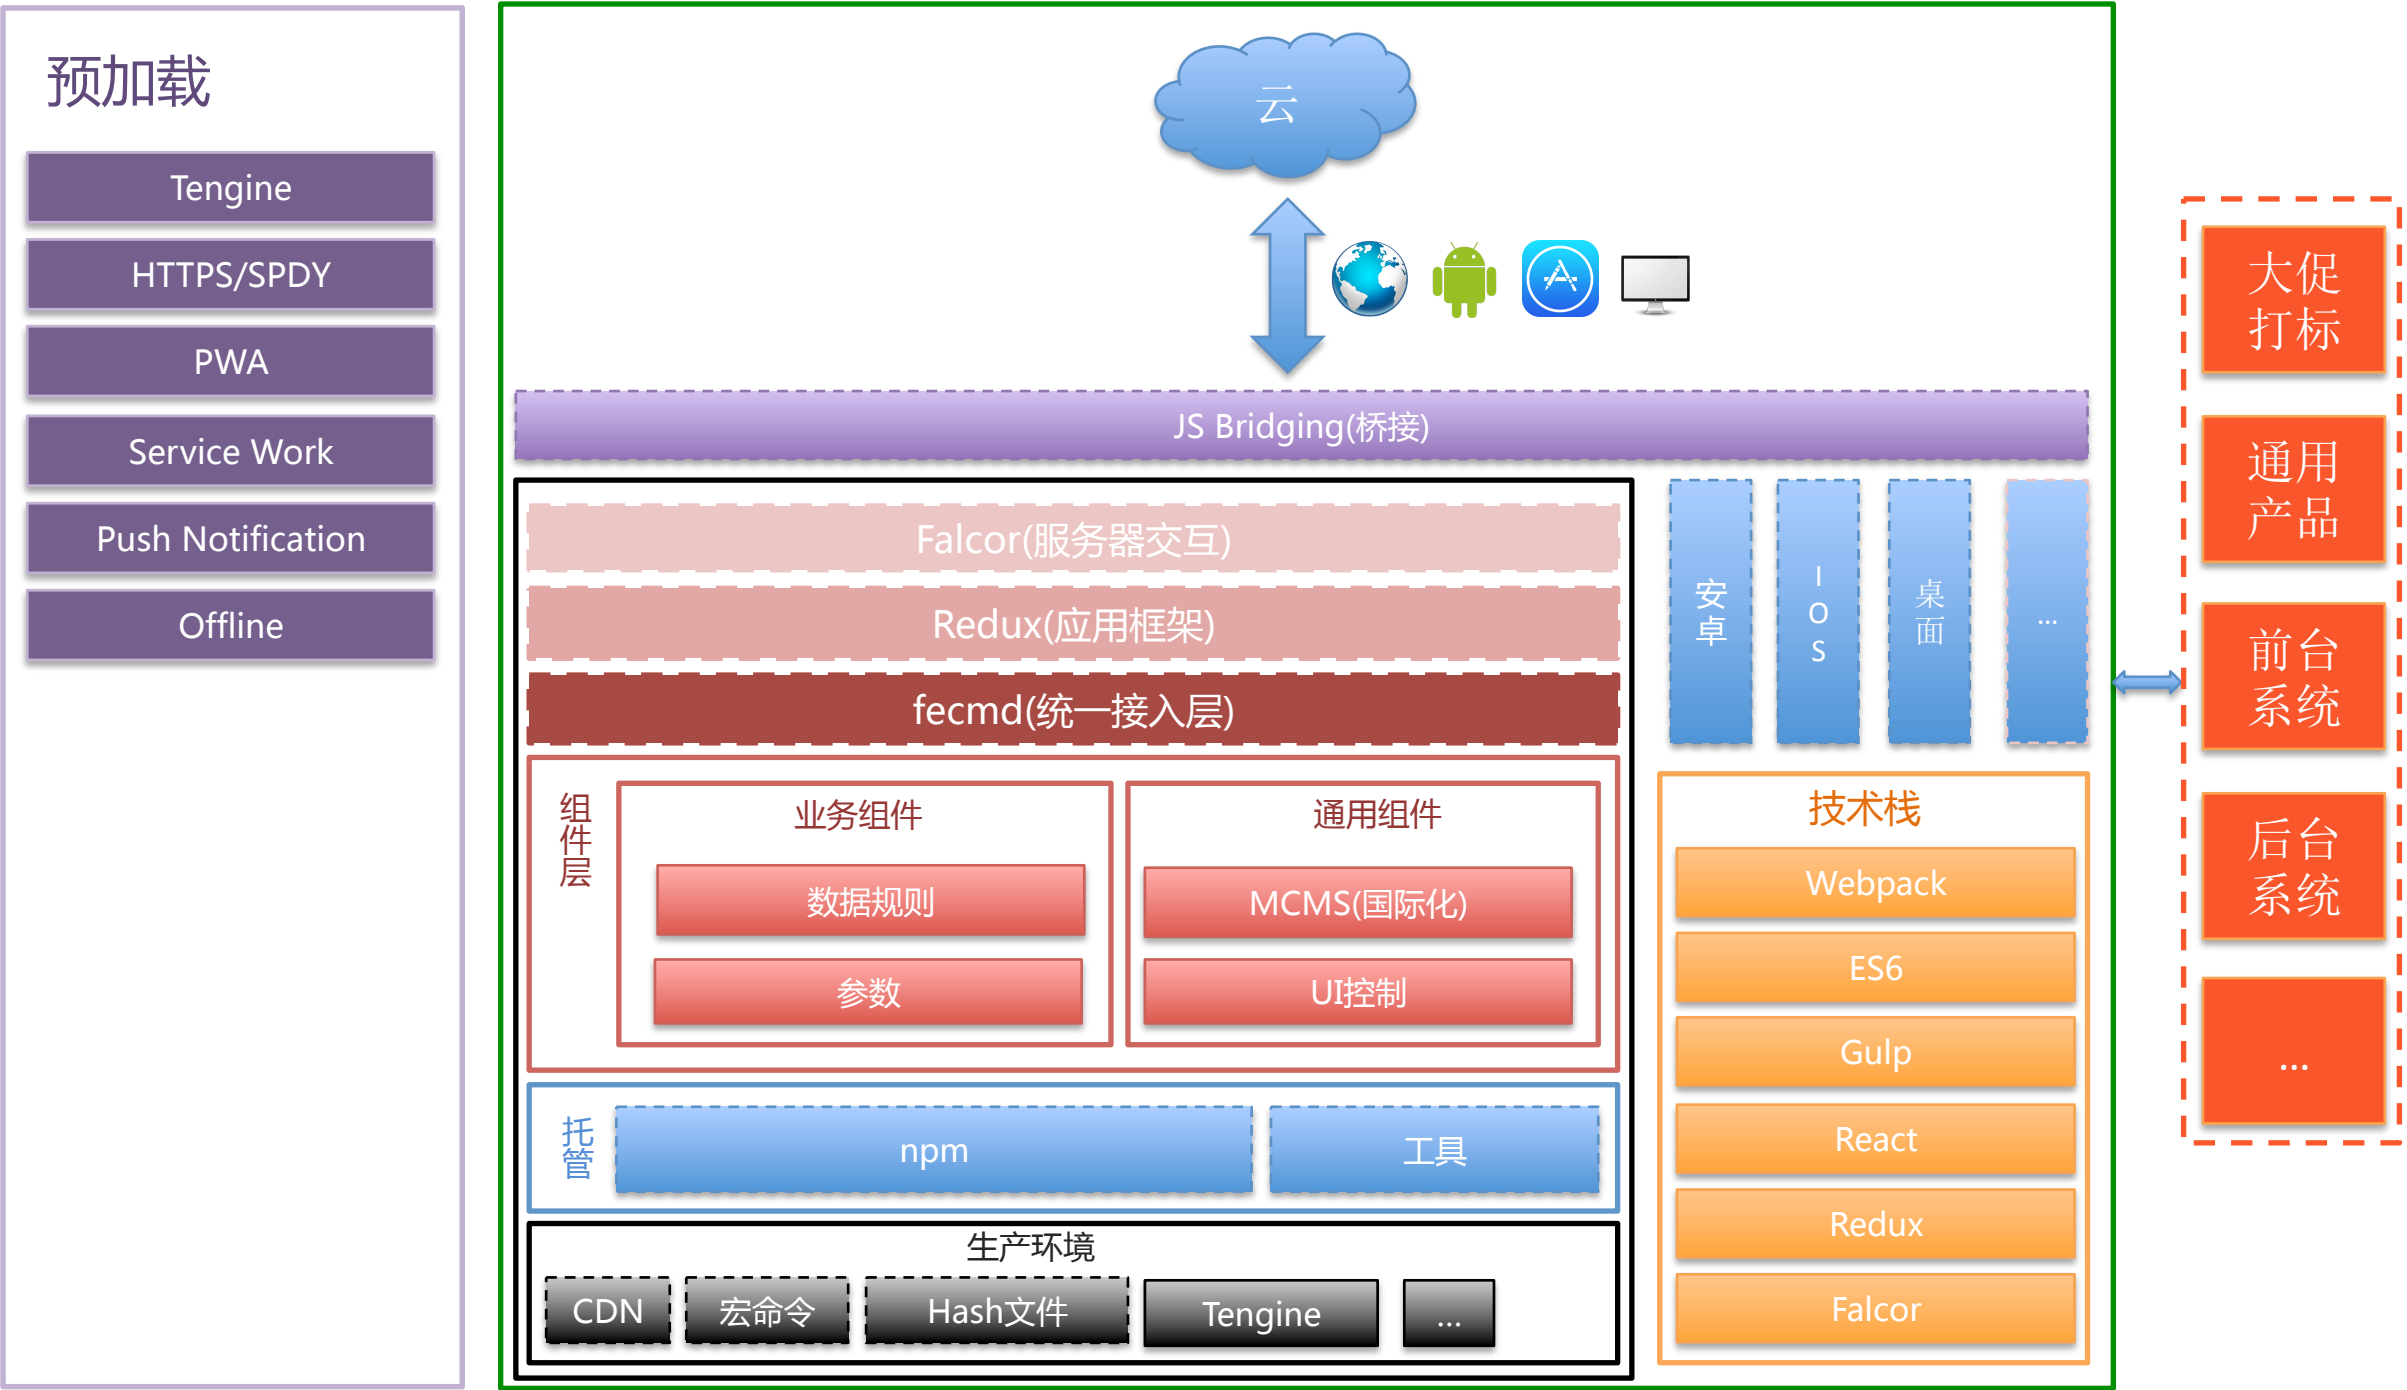 预加载
Tengine
HTTPS/SPDY
PWA
Service Work
Push Notification
Offline
云
JS Bridging(桥接)
Falcor(服务器交互)
Redux(应用框架)
fecmd(统一接入层)
组件层
业务组件
数据规则
参数
通用组件
MCMS(国际化)
UI控制
托管
npm
工具
生产环境
CDN
宏命令
Hash文件
Tengine
...
安卓
IOS
桌面
...
技术栈
Webpack
ES6
Gulp
React
Redux
Falcor
大促
打标
通用
产品
前台
系统
后台
系统
...